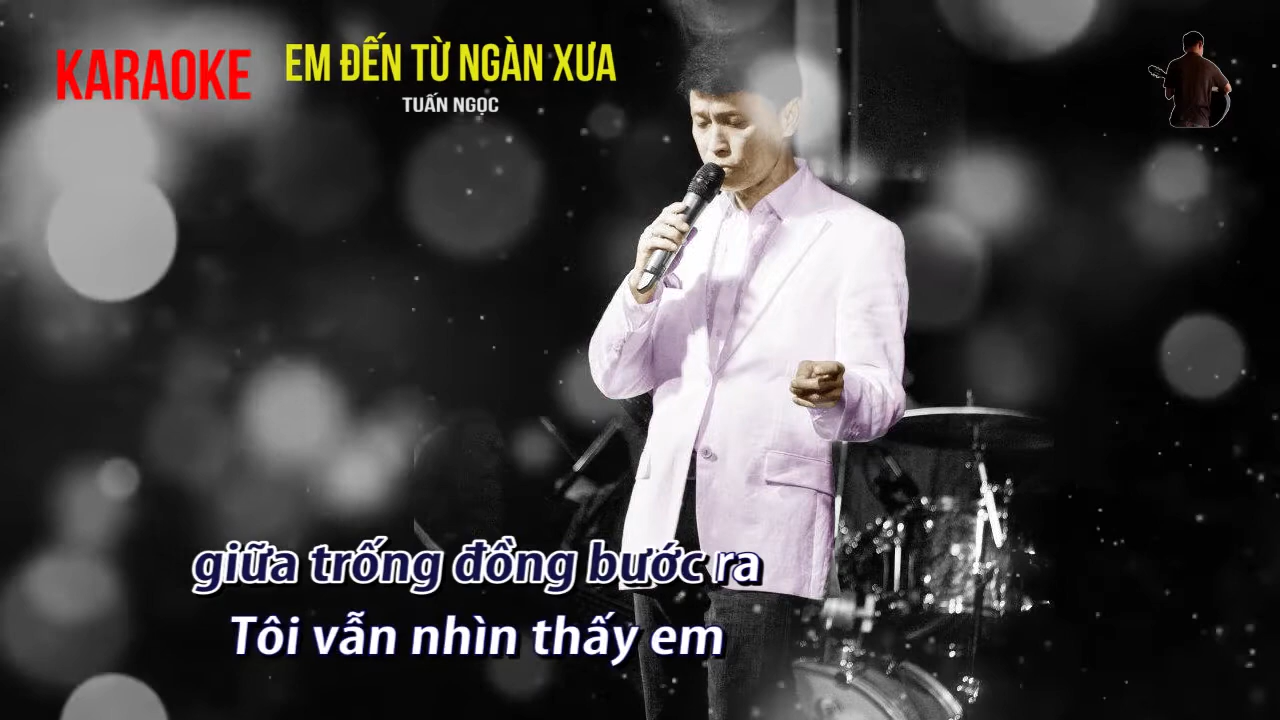 KARAOKE
EM ĐẾN TỪ NGÀN XƯA
TUẤN NGỌC
giữa trống đồng bước ra
Tôi vẫn nhìn thấy em